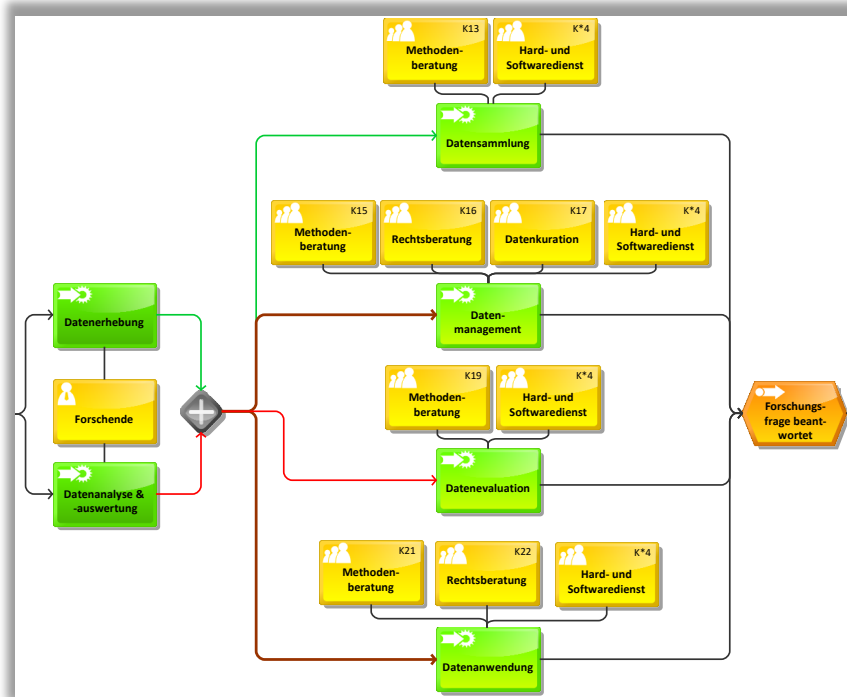 K13
Methoden-
beratung
K*4
Hard- und
Softwaredienst
Datensammlung
K15
Methoden-
beratung
K16
Rechtsberatung
K17
Datenkuration
K*4
Hard- und
Softwaredienst
Datenerhebung
Daten-
management
K19
Methoden-
beratung
K*4
Hard- und
Softwaredienst
Forschende
Forschungs-
frage beant-
wortet
Datenanalyse &
-auswertung
Datenevaluation
K21
Methoden-
beratung
K22
Rechtsberatung
K*4
Hard- und
Softwaredienst
Datenanwendung